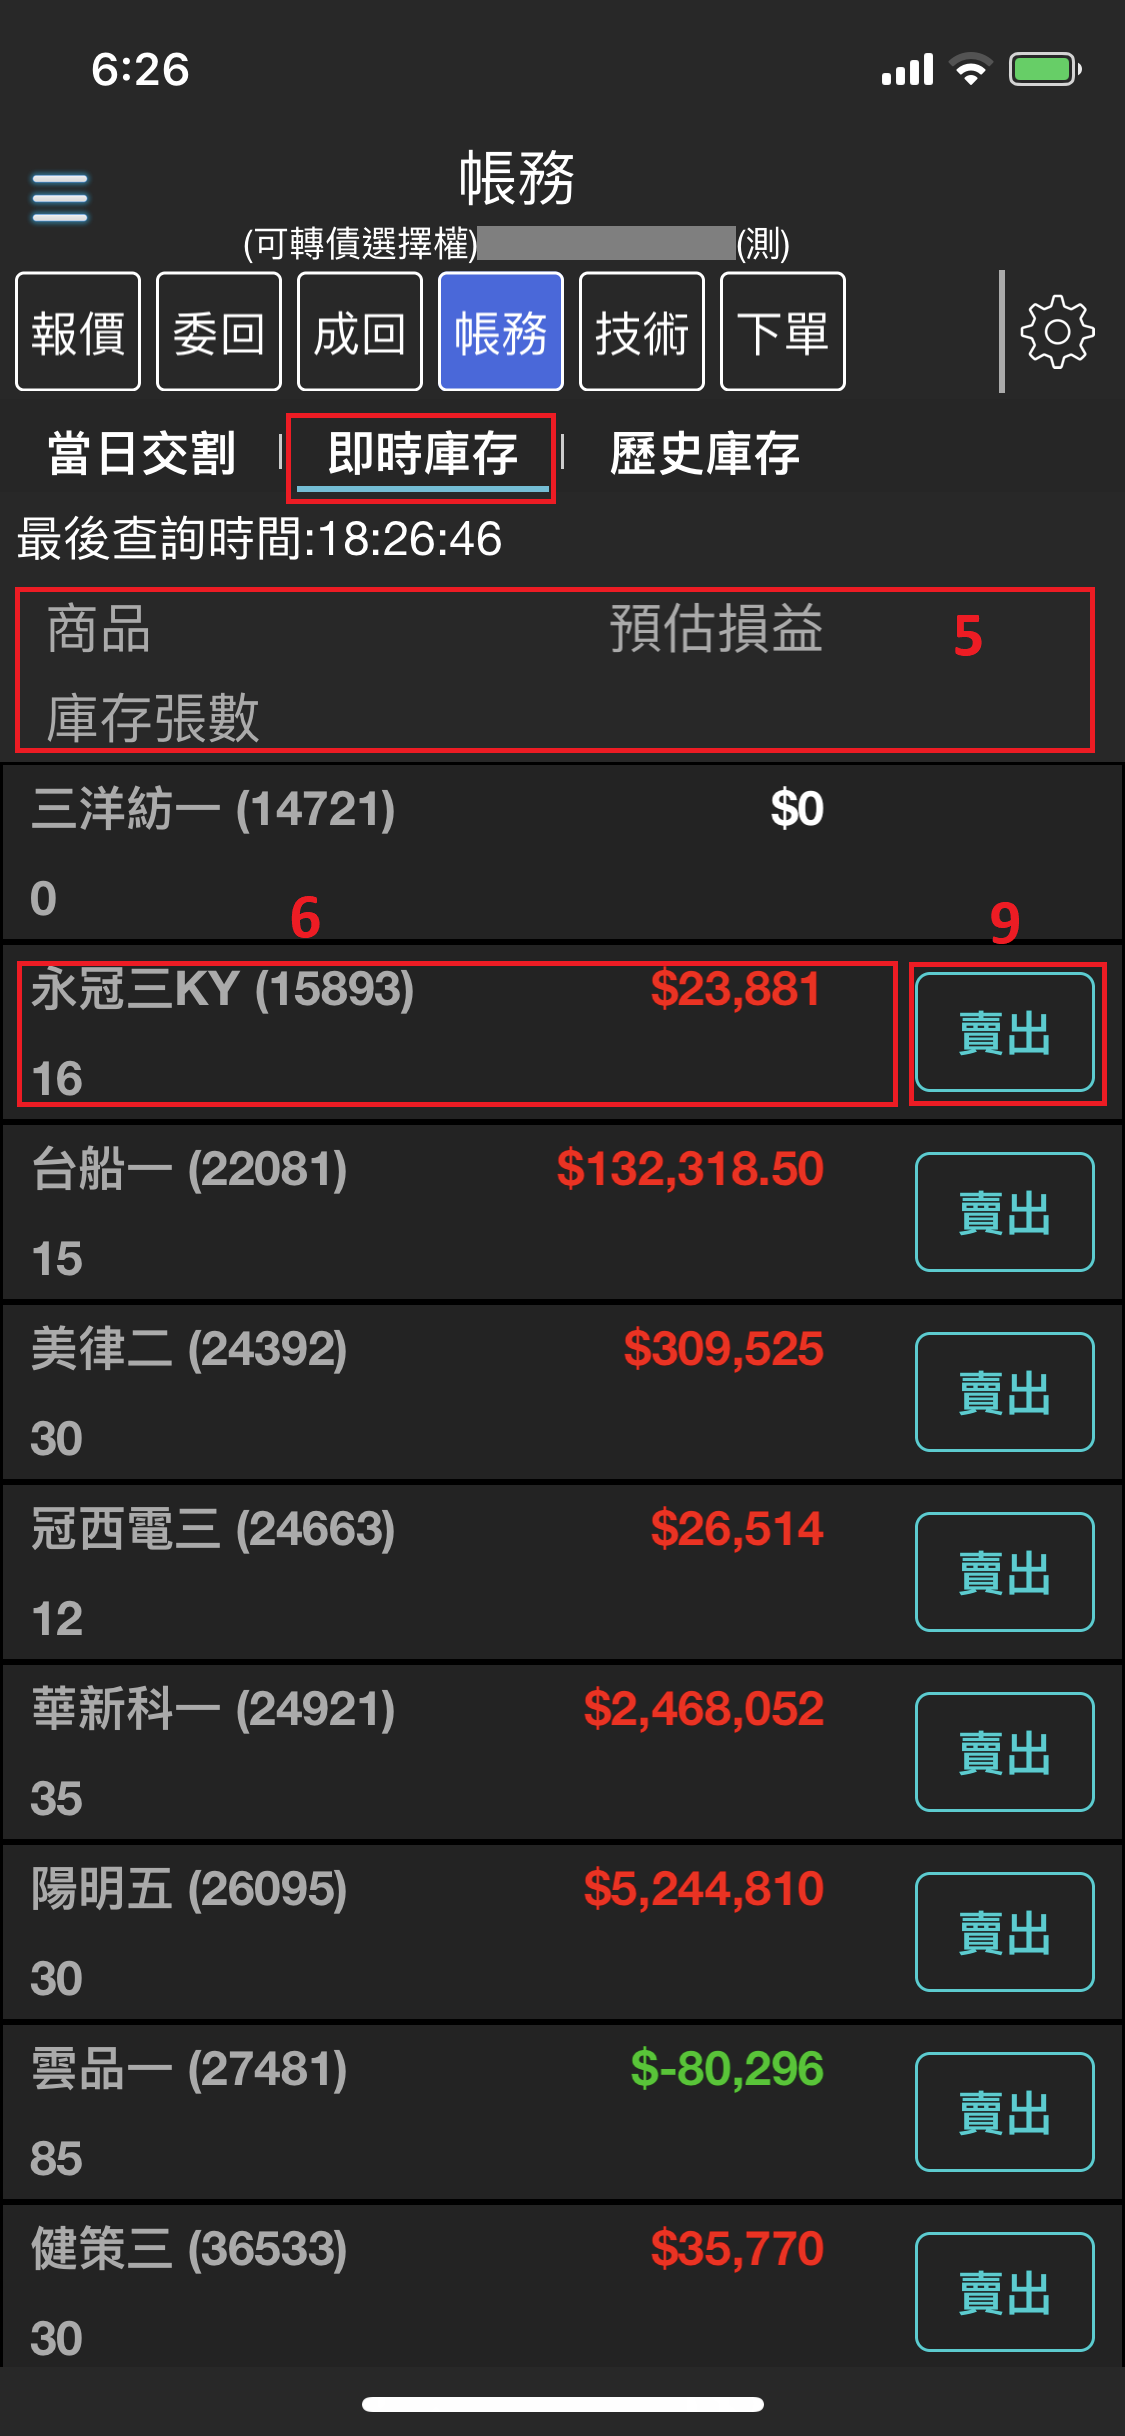 6:26
帳務
(可轉債選擇權)
(測)
報價 委回 成回 帳務 技術 下單
當日交割 即時庫存 歷史庫存
最後查詢時間:18:26:46
商品 預估損益 5
庫存張數
三洋紡一 (14721) $0
0
6 9
永冠三KY (15893) $23,881 賣出
16
台船一 (22081) $132,318.50 賣出
15
美律二 (24392) $309,525 賣出
30
冠西電三 (24663) $26,514 賣出
12
華新科一 (24921) $2,468,052 賣出
35
陽明五 (26095) $5,244,810 賣出
30
雲品一 (27481) $-80,296 賣出
85
健策三 (36533) $35,770 賣出
30